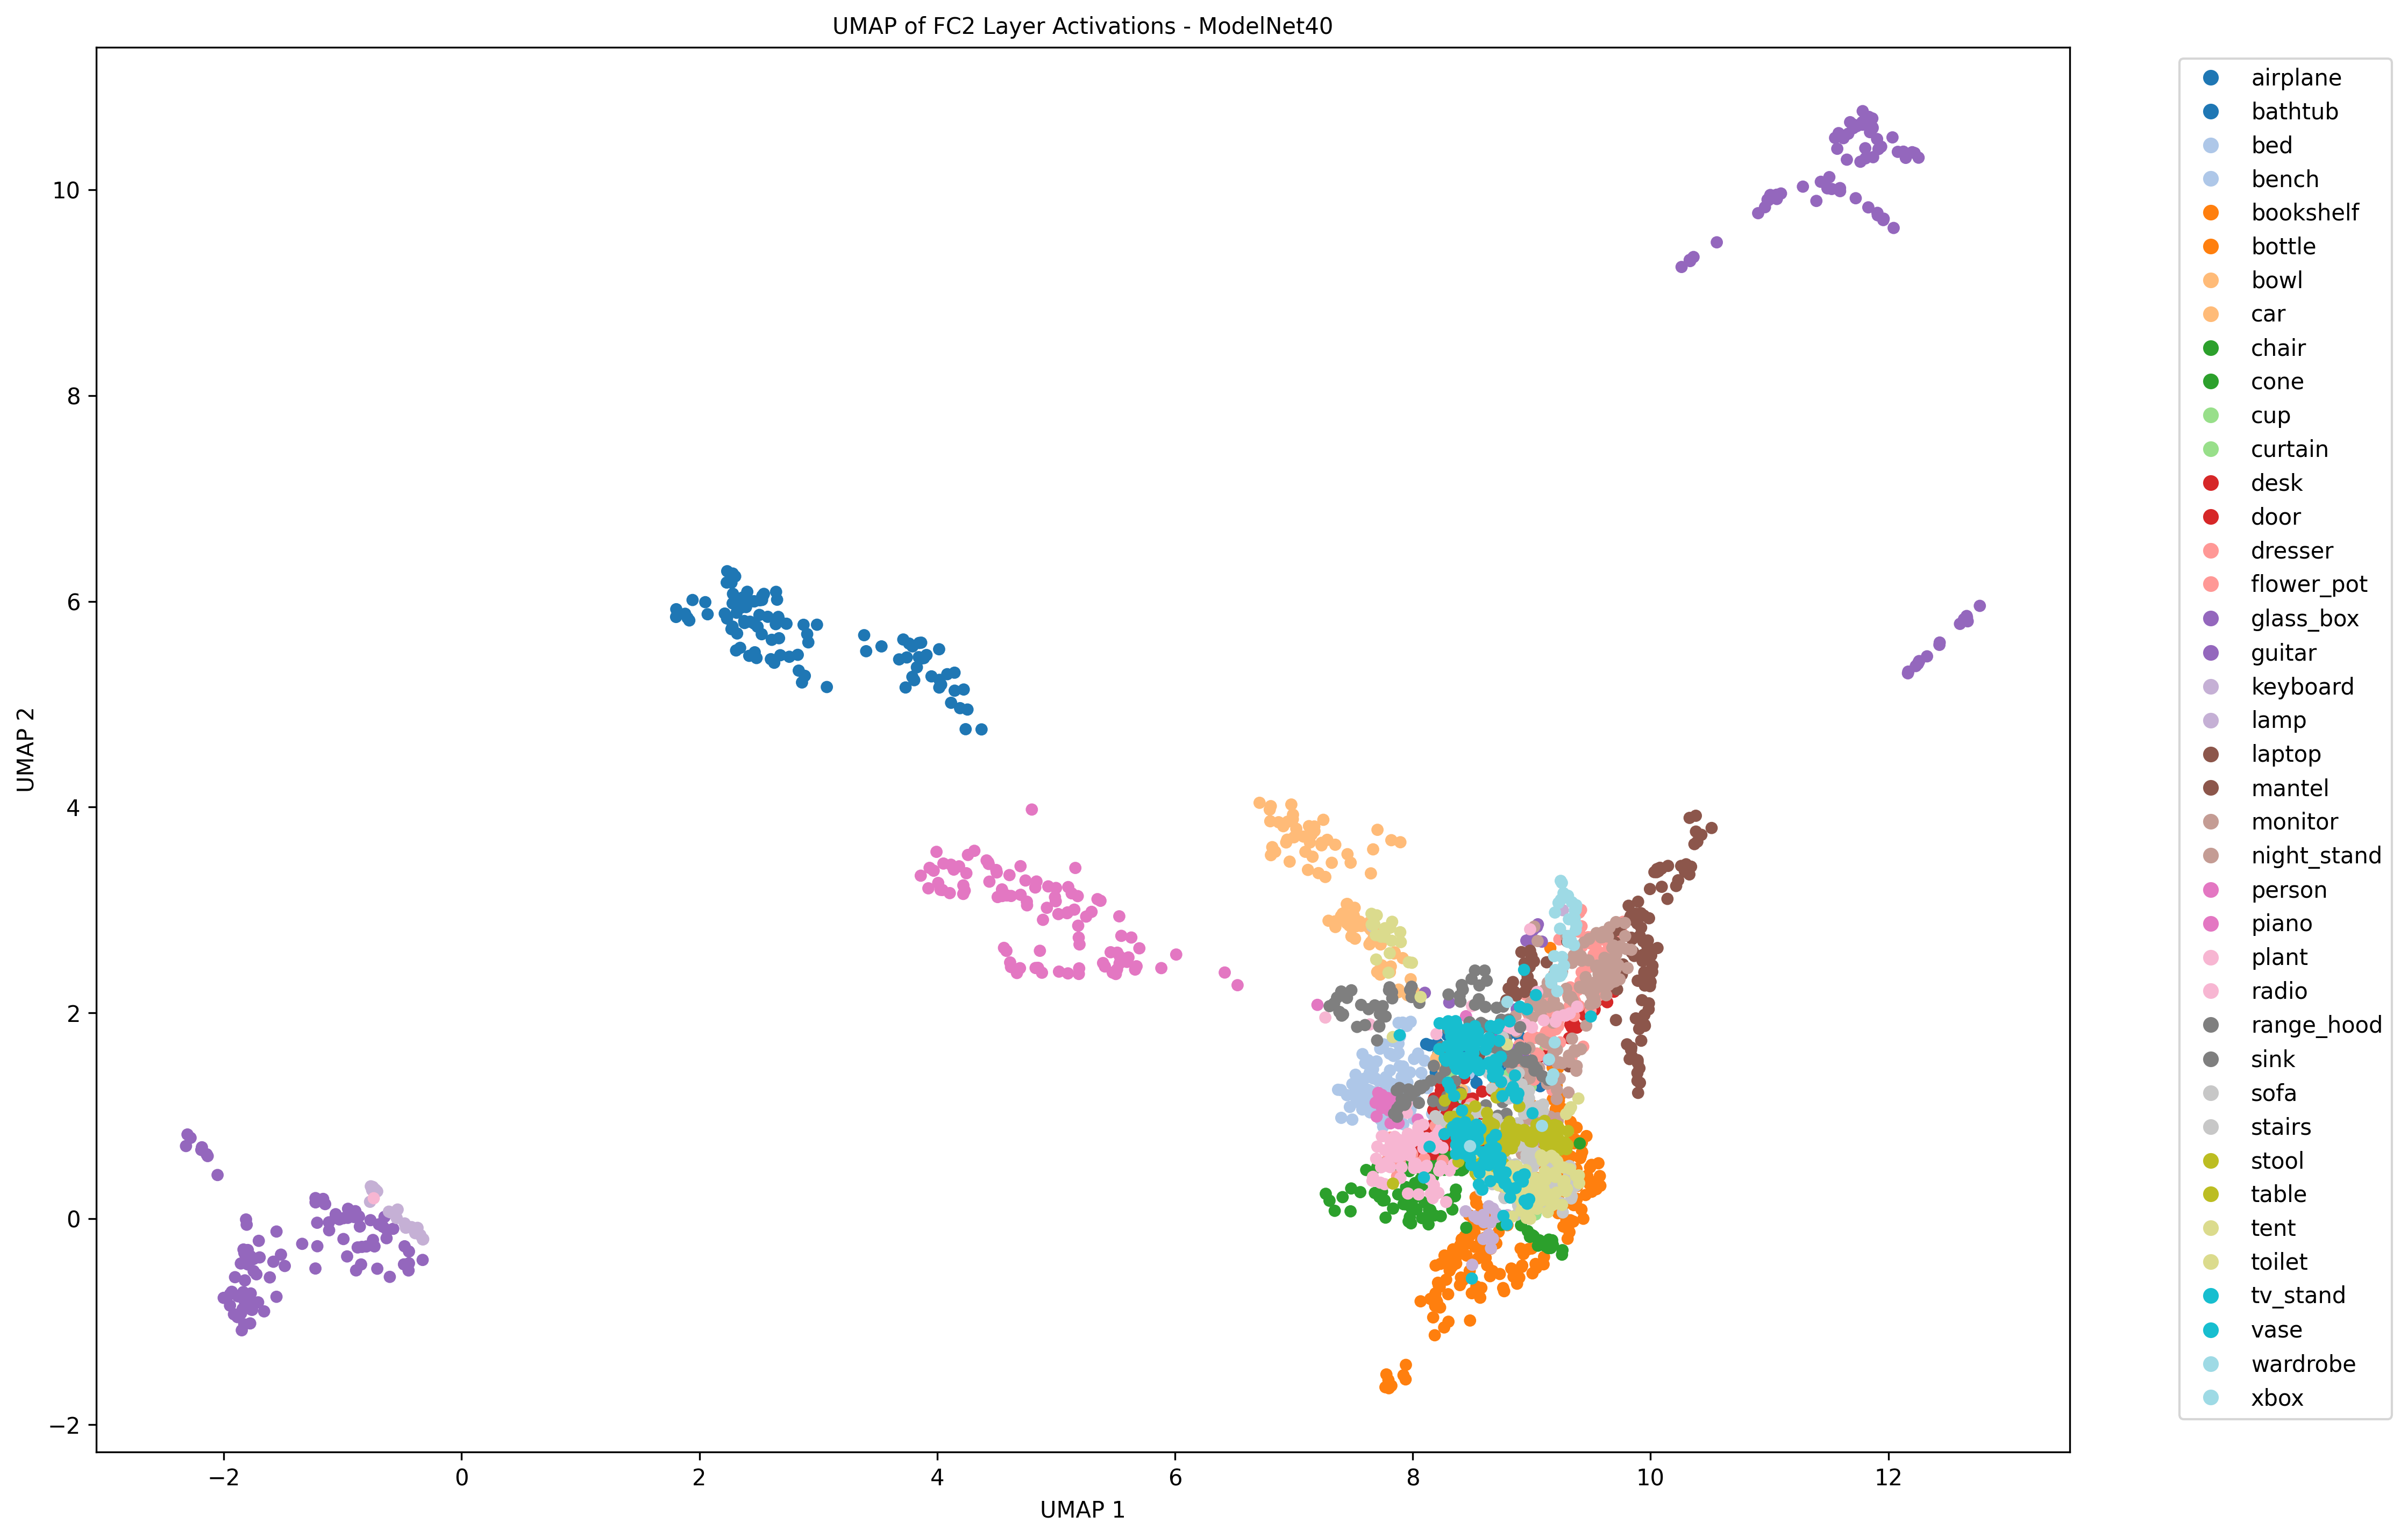 UMAP of FC2 Layer Activations - ModelNet40
UMAP 2
10
8
6
4
2
0
−2
−2
0
2
4
6
8
10
12
UMAP 1
airplane
bathtub
bed
bench
bookshelf
bottle
bowl
car
chair
cone
cup
curtain
desk
door
dresser
flower_pot
glass_box
guitar
keyboard
lamp
laptop
mantel
monitor
night_stand
person
piano
plant
radio
range_hood
sink
sofa
stairs
stool
table
tent
toilet
tv_stand
vase
wardrobe
xbox